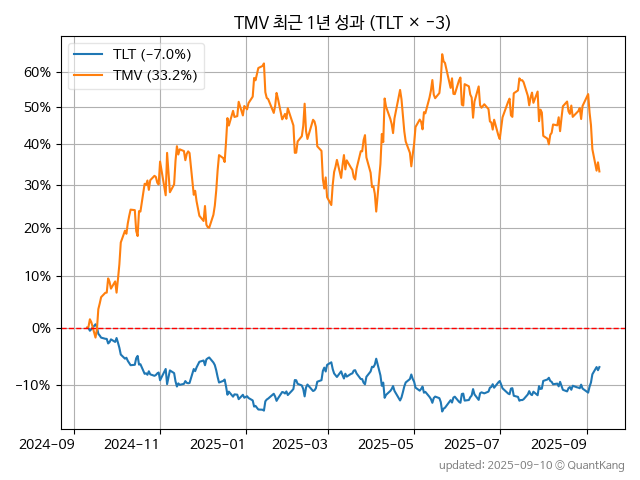 TMV 최근 1년 성과 (TLT × −3)
TLT (−7.0%)
TMV (33.2%)
60%
50%
40%
30%
20%
10%
0%
−10%
2024−09 2024−11 2025−01 2025−03 2025−05 2025−07 2025−09
updated: 2025-09-10 © QuantKang